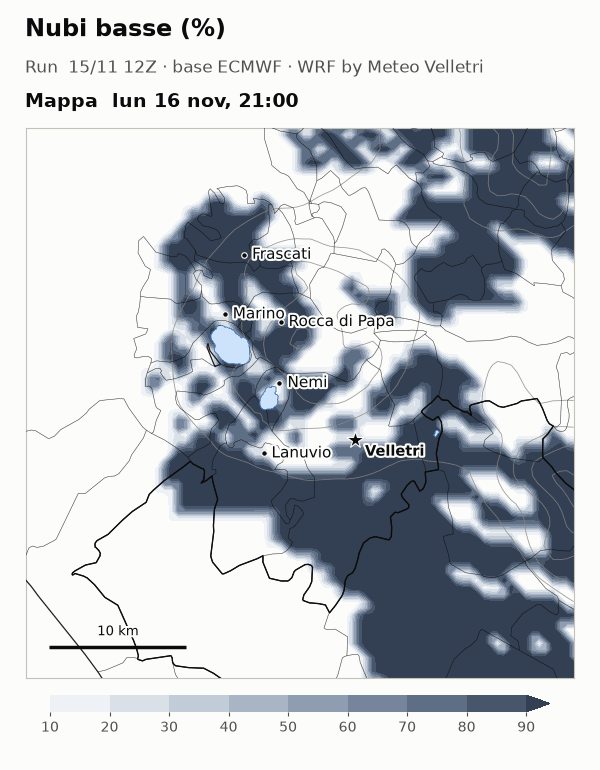 Nubi basse (%)
Run  15/11 12Z · base ECMWF · WRF by Meteo Velletri
Mappa  lun 16 nov, 21:00
Frascati
Marino
Rocca di Papa
Nemi
Velletri
Lanuvio
10 km
10 20 30 40 50 60 70 80 90